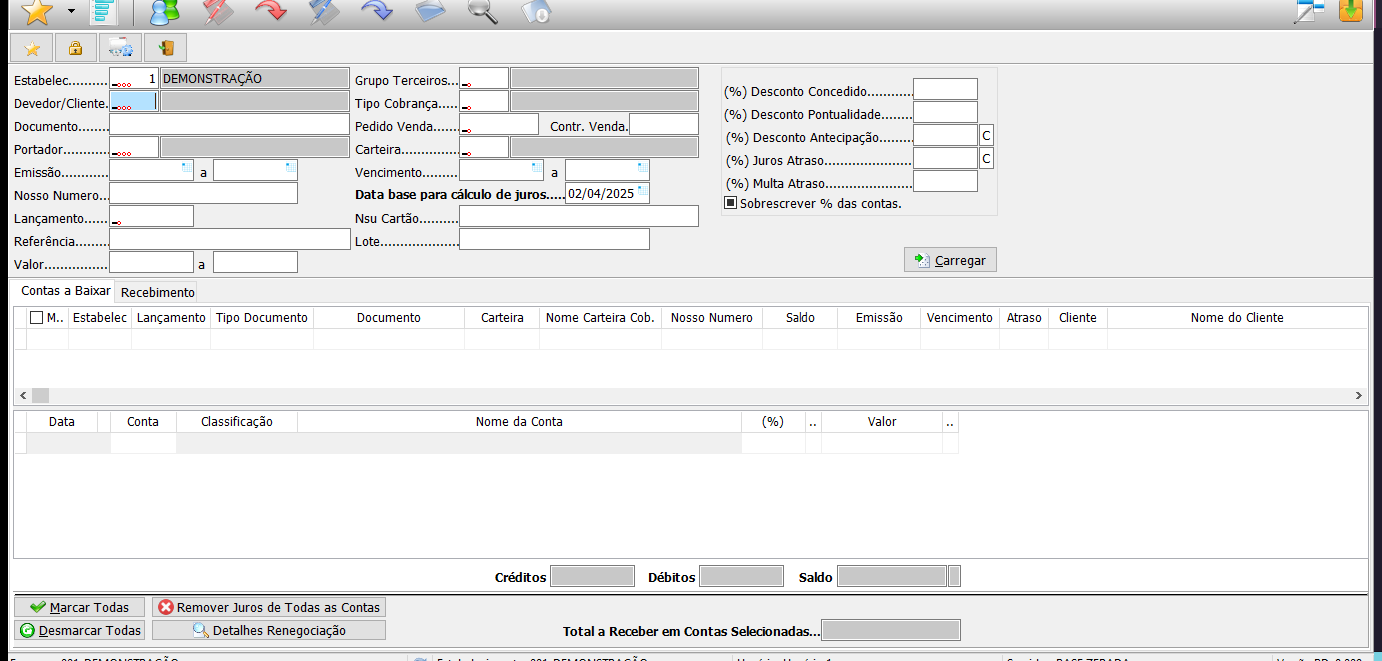 Estabelec......... 1 DEMONSTRAÇÃO Grupo Terceiros...
Devedor/Cliente. Tipo Cobrança.....
Documento........ Pedido Venda....... Contr. Venda.
Portador........... Carteira...............
Emissão............ a Vencimento......... a
Nosso Numero... Data base para cálculo de juros..... 02/04/2025
Lançamento...... Nsu Cartão..........
Referência......... Lote....................
Valor................ a
(%) Desconto Concedido...........
(%) Desconto Pontualidade........
(%) Desconto Antecipação......... C
(%) Juros Atraso...................... C
(%) Multa Atraso......................
Sobrescrever % das contas.
Carregar
Contas a Baixar Recebimento
M.. Estabelec Lançamento Tipo Documento Documento Carteira Nome Carteira Cob. Nosso Numero Saldo Emissão Vencimento Atraso Cliente Nome do Cliente
Data Conta Classificação Nome da Conta (%) .. Valor ..
Créditos Débitos Saldo
Marcar Todas Remover Juros de Todas as Contas
Desmarcar Todas Detalhes Renegociação Total a Receber em Contas Selecionadas...